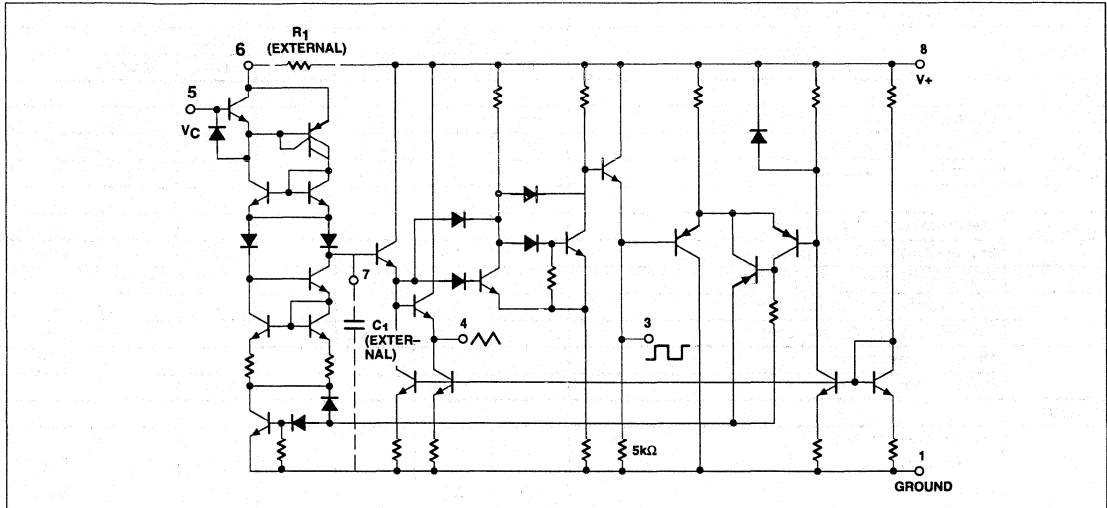 R1
(EXTERNAL)
6
8
V+
5
VC
7
C1
(EXTER–
NAL)
4
3
5kΩ
1
GROUND